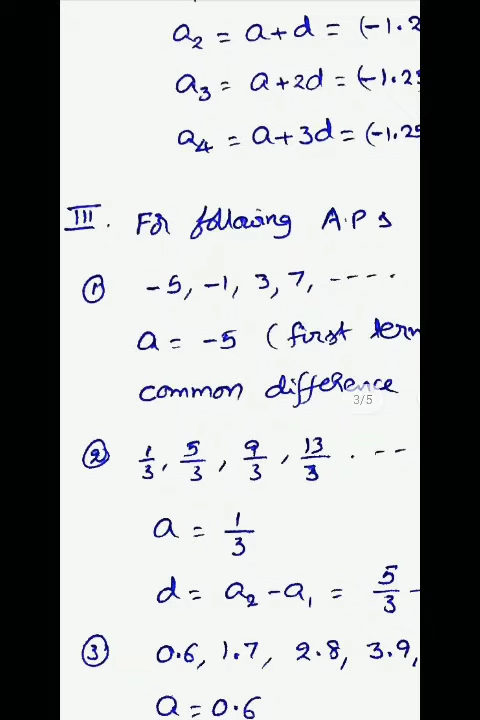 a₂ = a+d = (-1.2
a₃ = a+2d = (-1.25
a₄ = a+3d = (-1.25
III. For following A.P s
① -5, -1, 3, 7, ----.
a = -5 (first term
common difference
3/5
② 1/3, 5/3, 9/3, 13/3 . --
a = 1/3
d = a₂ - a₁ = 5/3 -
③ 0.6, 1.7, 2.8, 3.9,
a = 0.6